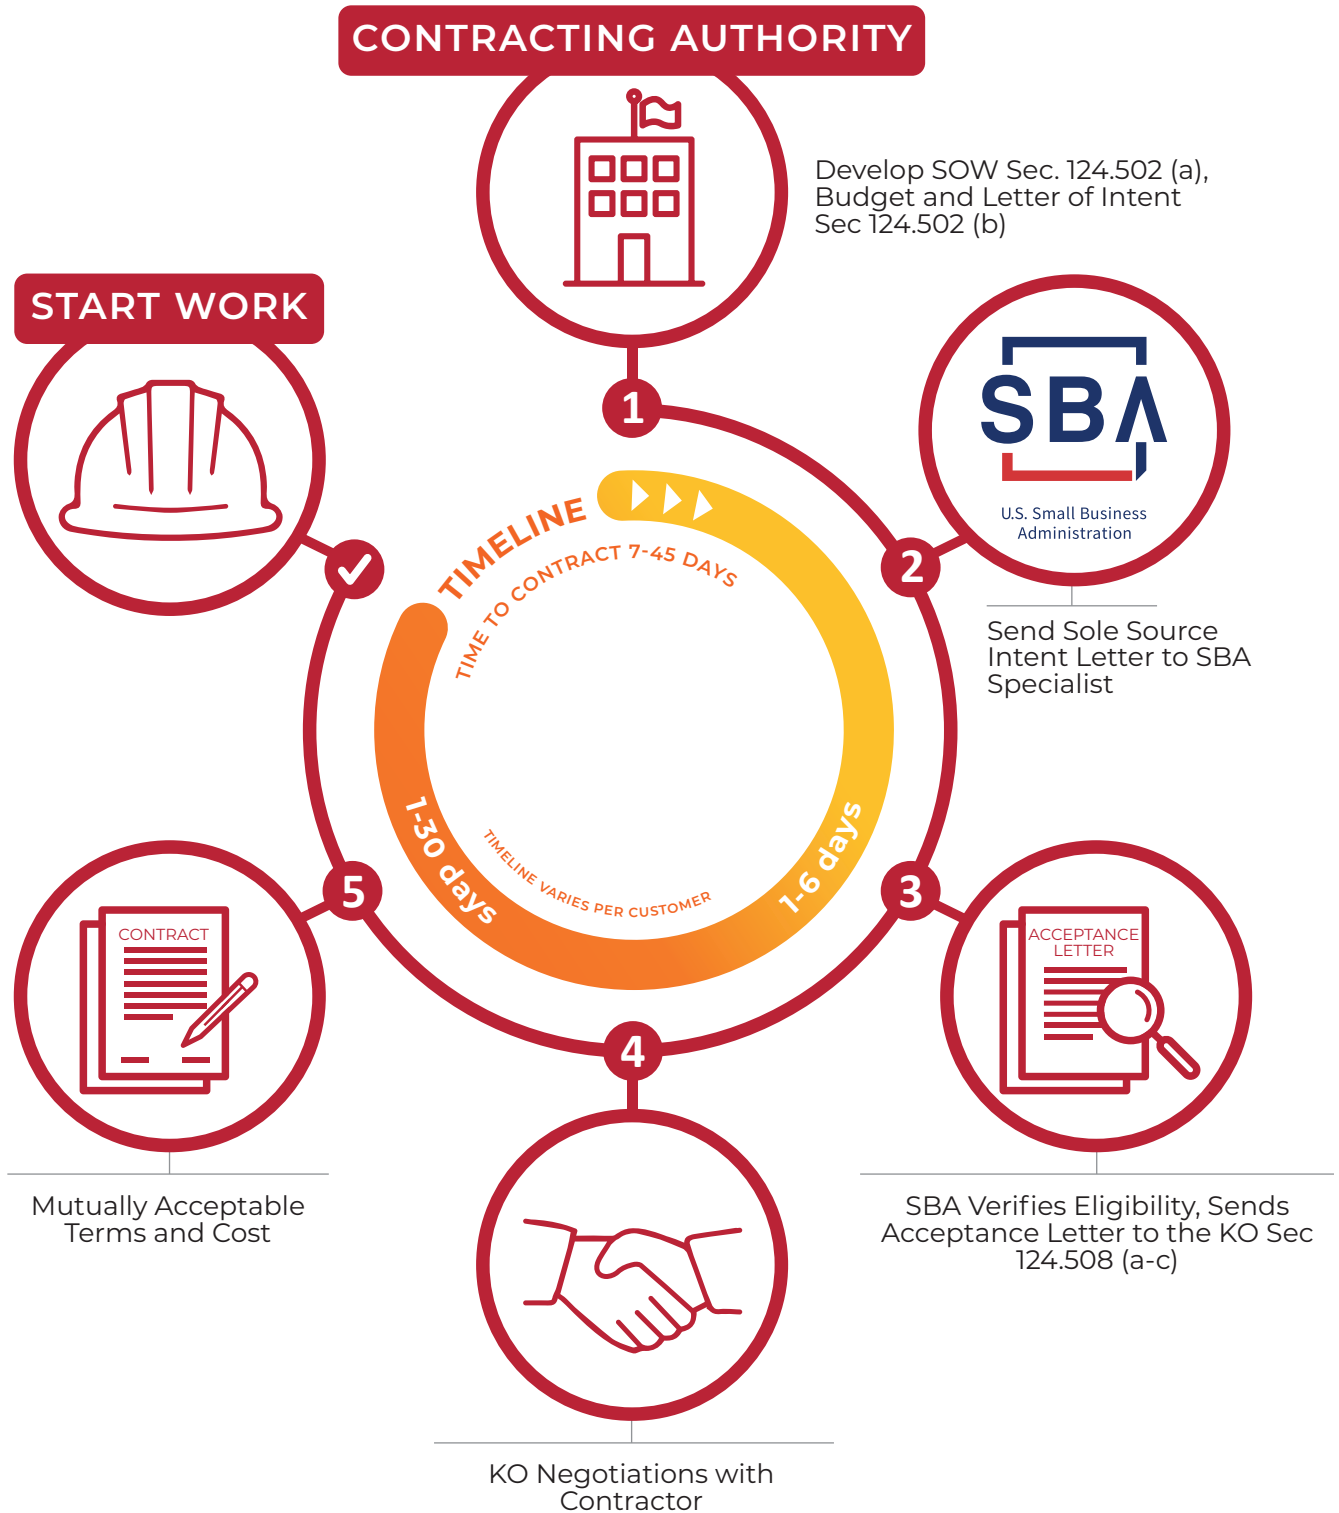 CONTRACTING AUTHORITY
Develop SOW Sec. 124.502 (a),
Budget and Letter of Intent
Sec 124.502 (b)
START WORK
1
SBA
U.S. Small Business
Administration
2
Send Sole Source
Intent Letter to SBA
Specialist
TIMELINE
TIME TO CONTRACT 7-45 DAYS
1-6 days
1-30 days
TIMELINE VARIES PER CUSTOMER
3
ACCEPTANCE
LETTER
SBA Verifies Eligibility, Sends
Acceptance Letter to the KO Sec
124.508 (a-c)
4
KO Negotiations with
Contractor
5
CONTRACT
Mutually Acceptable
Terms and Cost